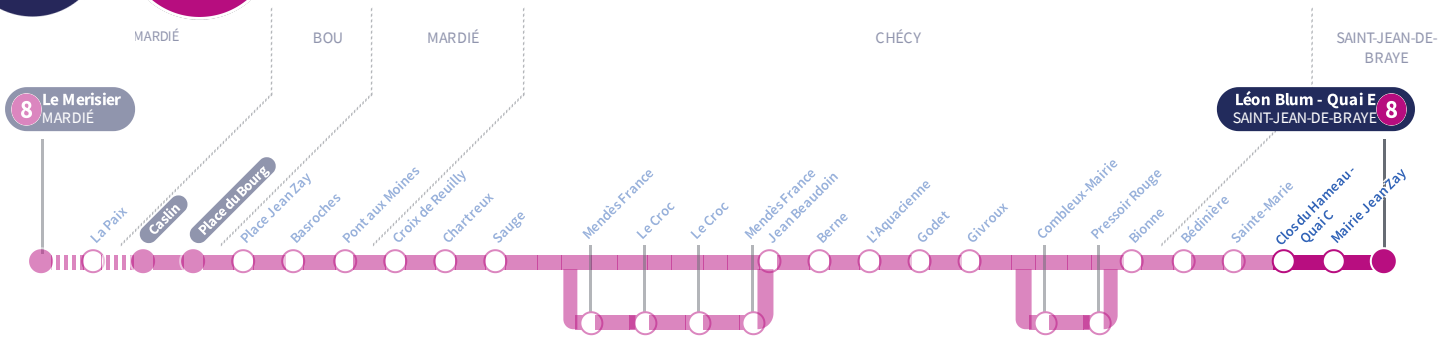 MARDIÉ
BOU
MARDIÉ
CHÉCY
SAINT-JEAN-DE-
BRAYE
8
Le Merisier
MARDIÉ
Léon Blum - Quai E
SAINT-JEAN-DE-BRAYE
8
La Paix
Caslin
Place du Bourg
Place Jean Zay
Basroches
Pont aux Moines
Croix de Reuilly
Chartreux
Sauge
Mendès France
Le Croc
Le Croc
Mendès France
Jean Beaudoin
Berne
L'Aquacienne
Godet
Givroux
Combleux-Mairie
Pressoir Rouge
Bionne
Bédinière
Sainte-Marie
Clos du Hameau-
Quai C
Mairie Jean Zay